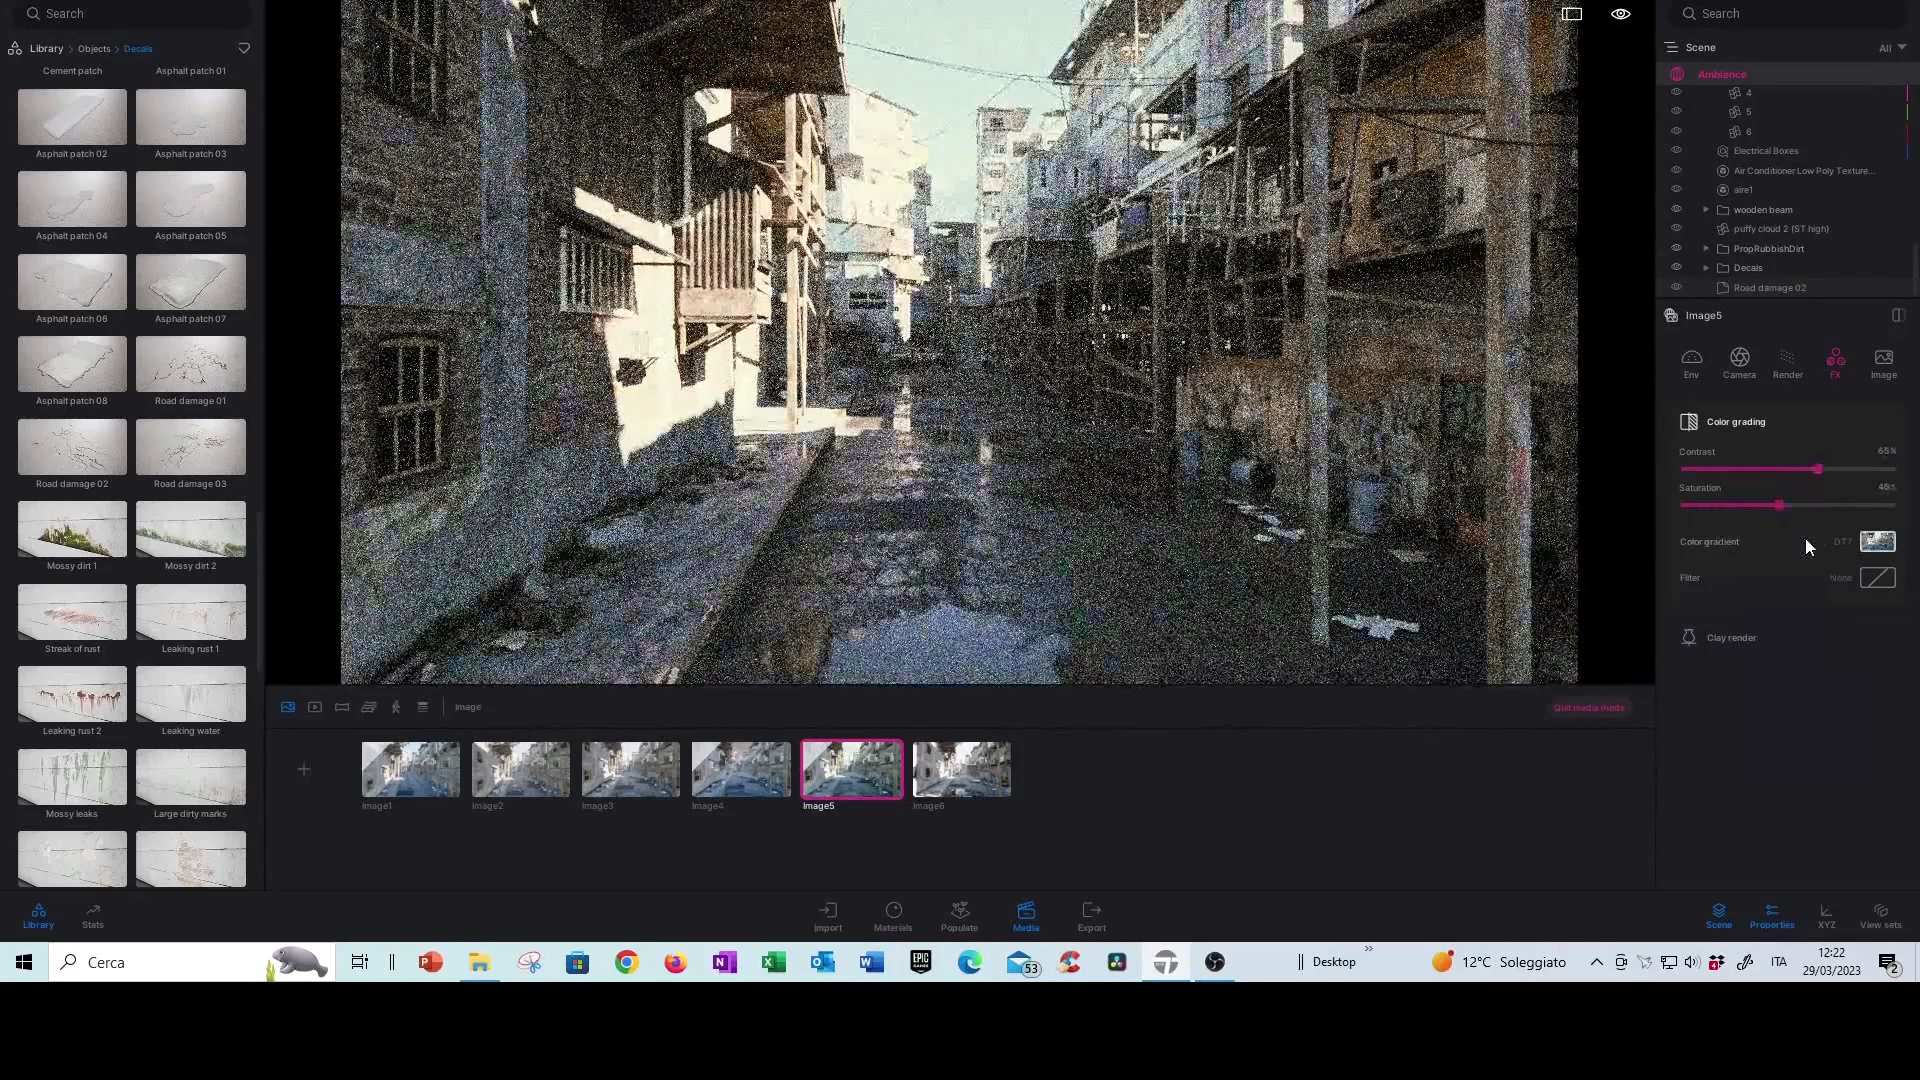 Search
Library > Objects > Decals
Cement patch
Asphalt patch 01
Asphalt patch 02
Asphalt patch 03
Asphalt patch 04
Asphalt patch 05
Asphalt patch 06
Asphalt patch 07
Asphalt patch 08
Road damage 01
Road damage 02
Road damage 03
Mossy dirt 1
Mossy dirt 2
Streak of rust
Leaking rust 1
Leaking rust 2
Leaking water
Mossy leaks
Large dirty marks
Library
Stats
Image
Quit media mode
Image1
Image2
Image3
Image4
Image5
Image6
Import
Materials
Populate
Media
Export
Search
Scene
All
Ambience
4
5
6
Electrical Boxes
Air Conditioner Low Poly Texture...
aire1
wooden beam
puffy cloud 2 (ST high)
PropRubbishDirt
Decals
Road damage 02
Image5
Env
Camera
Render
FX
Image
Color grading
Contrast
65%
Saturation
Color gradient
Filter
None
Clay render
Scene
Properties
XYZ
View sets
Cerca
53
Desktop
12°C Soleggiato
4
ITA
12:22
29/03/2023
2